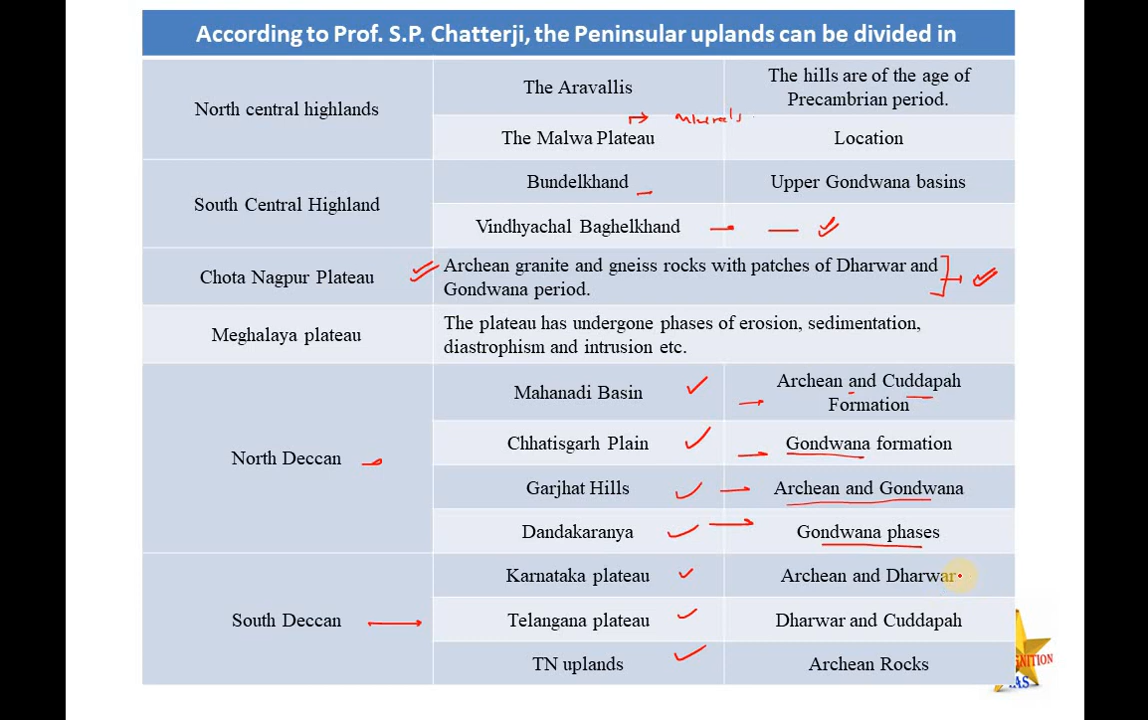 According to Prof. S.P. Chatterji, the Peninsular uplands can be divided in
North central highlands
The Aravallis
The hills are of the age of
Precambrian period.
minerals
The Malwa Plateau
Location
South Central Highland
Bundelkhand
Upper Gondwana basins
Vindhyachal Baghelkhand
Chota Nagpur Plateau
Archean granite and gneiss rocks with patches of Dharwar and
Gondwana period.
Meghalaya plateau
The plateau has undergone phases of erosion, sedimentation,
diastrophism and intrusion etc.
North Deccan
Mahanadi Basin
Archean and Cuddapah
Formation
Chhatisgarh Plain
Gondwana formation
Garjhat Hills
Archean and Gondwana
Dandakaranya
Gondwana phases
South Deccan
Karnataka plateau
Archean and Dharwar
Telangana plateau
Dharwar and Cuddapah
TN uplands
Archean Rocks